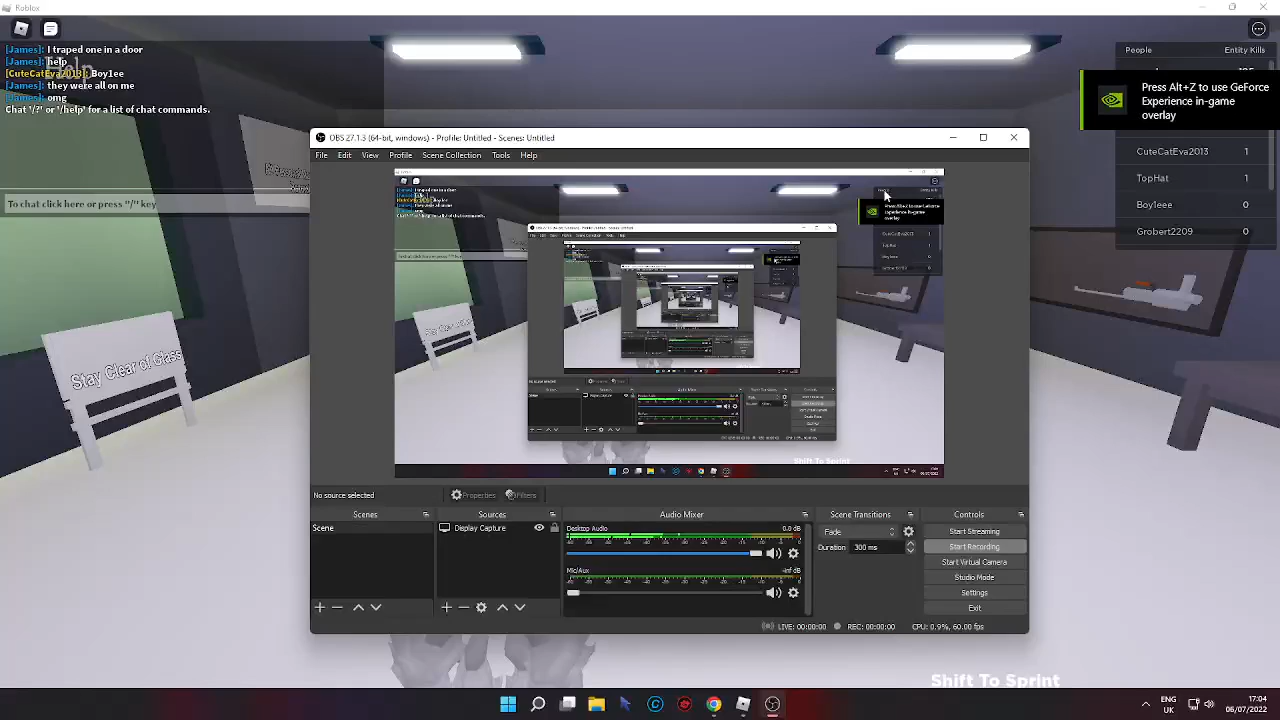 Roblox
[James]: I traped one in a door
[James]: help
[CuteCatEva2013]: Boylee
[James]: they were all on me
[James]: omg
Chat '/?' or '/help' for a list of chat commands.
To chat click here or press "/" key
Help
Stay Clear of Glass
People Entity Kills
Press Alt+Z to use GeForce
Experience in-game
overlay
CuteCatEva2013 1
TopHat 1
Boyleee 0
Grobert2209 0
OBS 27.1.3 (64-bit, windows) - Profile: Untitled - Scenes: Untitled
File Edit View Profile Scene Collection Tools Help
Shift To Sprint
No source selected Properties Filters
Scenes Sources Audio Mixer Scene Transitions Controls
Scene
Display Capture
Desktop Audio 0.0 dB
Mic/Aux -inf dB
Fade
Duration 300 ms
Start Streaming
Start Recording
Start Virtual Camera
Studio Mode
Settings
Exit
LIVE: 00:00:00 REC: 00:00:00 CPU: 0.9%, 60.00 fps
Shift To Sprint
ENG
UK
17:04
06/07/2022